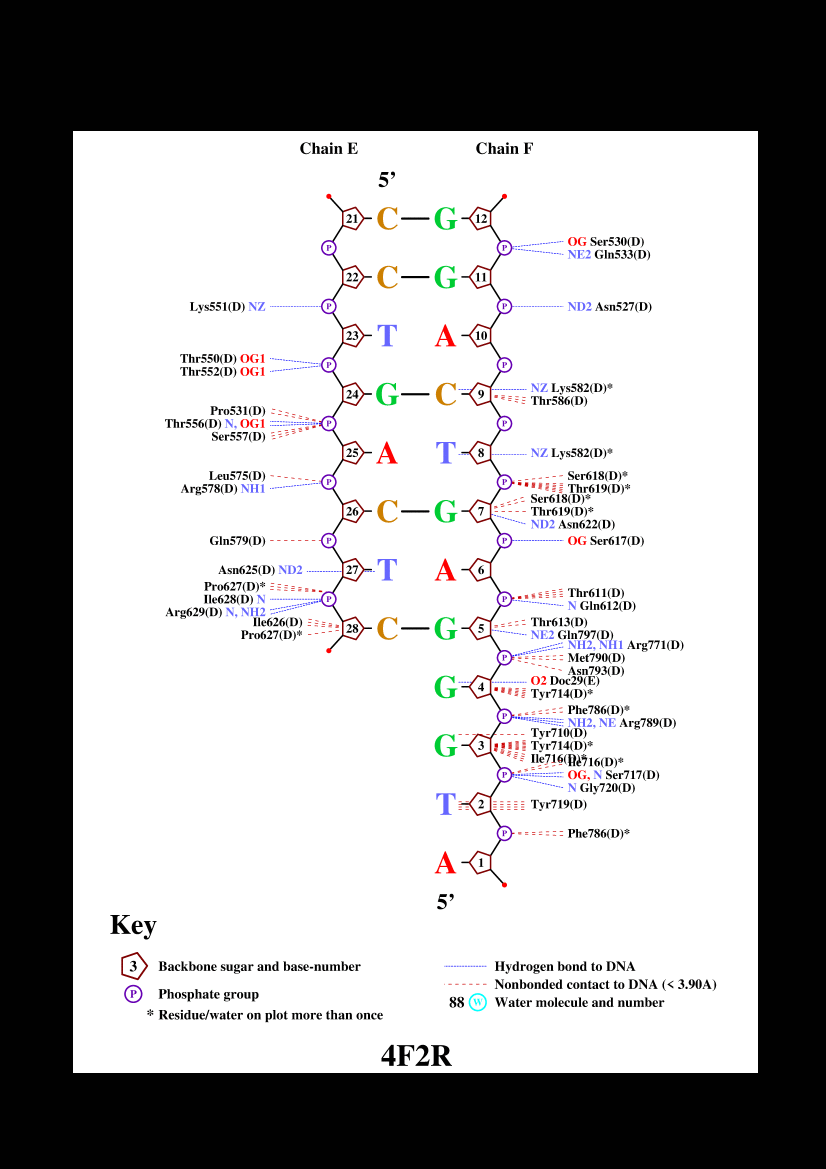 Chain E Chain F
5’
21 C G 12
P P OG Ser530(D)
NE2 Gln533(D)
22 C G 11
Lys551(D) NZ P P ND2 Asn527(D)
23 T A 10
Thr550(D) OG1 P P
Thr552(D) OG1
24 G C 9 NZ Lys582(D)*
Thr586(D)
Pro531(D)
Thr556(D) N, OG1 P P
Ser557(D)
25 A T 8 NZ Lys582(D)*
Leu575(D) P P Ser618(D)*
Arg578(D) NH1 Thr619(D)*
Ser618(D)*
26 C G 7 Thr619(D)*
ND2 Asn622(D)
Gln579(D) P P OG Ser617(D)
Asn625(D) ND2 27 T A 6
Pro627(D)* Thr611(D)
Ile628(D) N P P N Gln612(D)
Arg629(D) N, NH2
Ile626(D) 28 C G 5 Thr613(D)
Pro627(D)* NE2 Gln797(D)
NH2, NH1 Arg771(D)
P Met790(D)
Asn793(D)
G 4 O2 Doc29(E)
Tyr714(D)*
P Phe786(D)*
NH2, NE Arg789(D)
Tyr710(D)
G 3 Tyr714(D)*
Ile716(D)*
Ile716(D)*
P OG, N Ser717(D)
N Gly720(D)
T 2 Tyr719(D)
P Phe786(D)*
A 1
5’
Key
3 Backbone sugar and base-number
P Phosphate group
* Residue/water on plot more than once
Hydrogen bond to DNA
Nonbonded contact to DNA (< 3.90A)
88 W Water molecule and number
4F2R